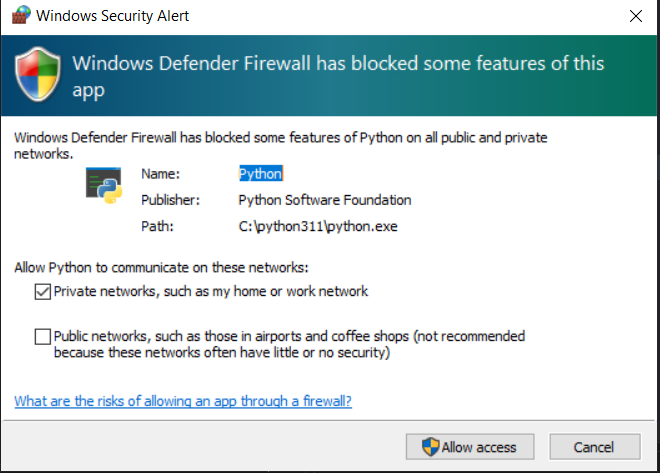 Windows Security Alert
Windows Defender Firewall has blocked some features of this
app
Windows Defender Firewall has blocked some features of Python on all public and private
networks.
Name: Python
Publisher: Python Software Foundation
Path: C:\python311\python.exe
Allow Python to communicate on these networks:
Private networks, such as my home or work network
Public networks, such as those in airports and coffee shops (not recommended
because these networks often have little or no security)
What are the risks of allowing an app through a firewall?
Allow access Cancel